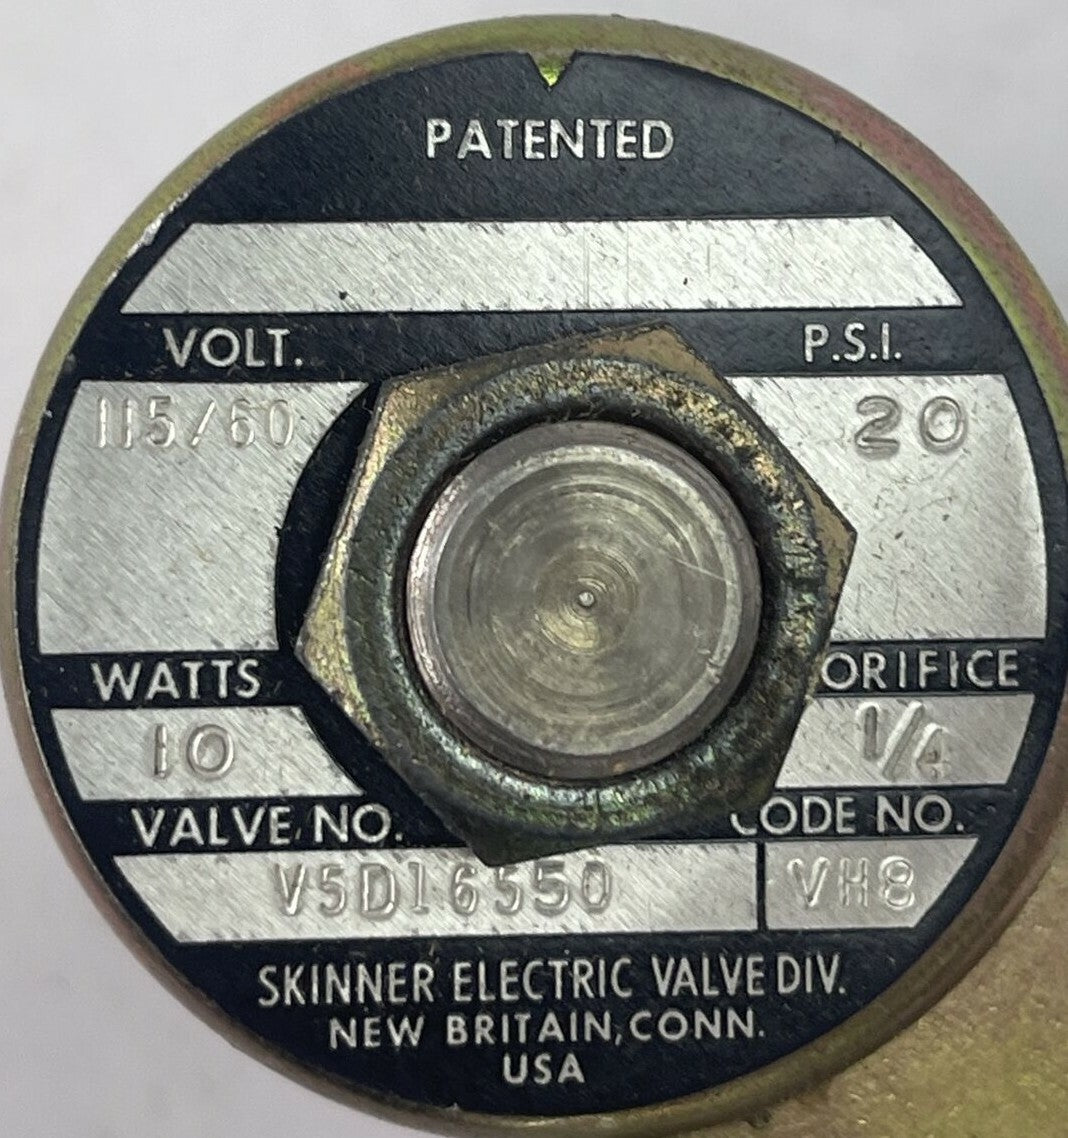 PATENTED
VOLT. P.S.I.
115/60 20
WATTS ORIFICE
10 1/4
VALVE NO. CODE NO.
V5D16550 VH8
SKINNER ELECTRIC VALVE DIV.
NEW BRITAIN, CONN.
USA